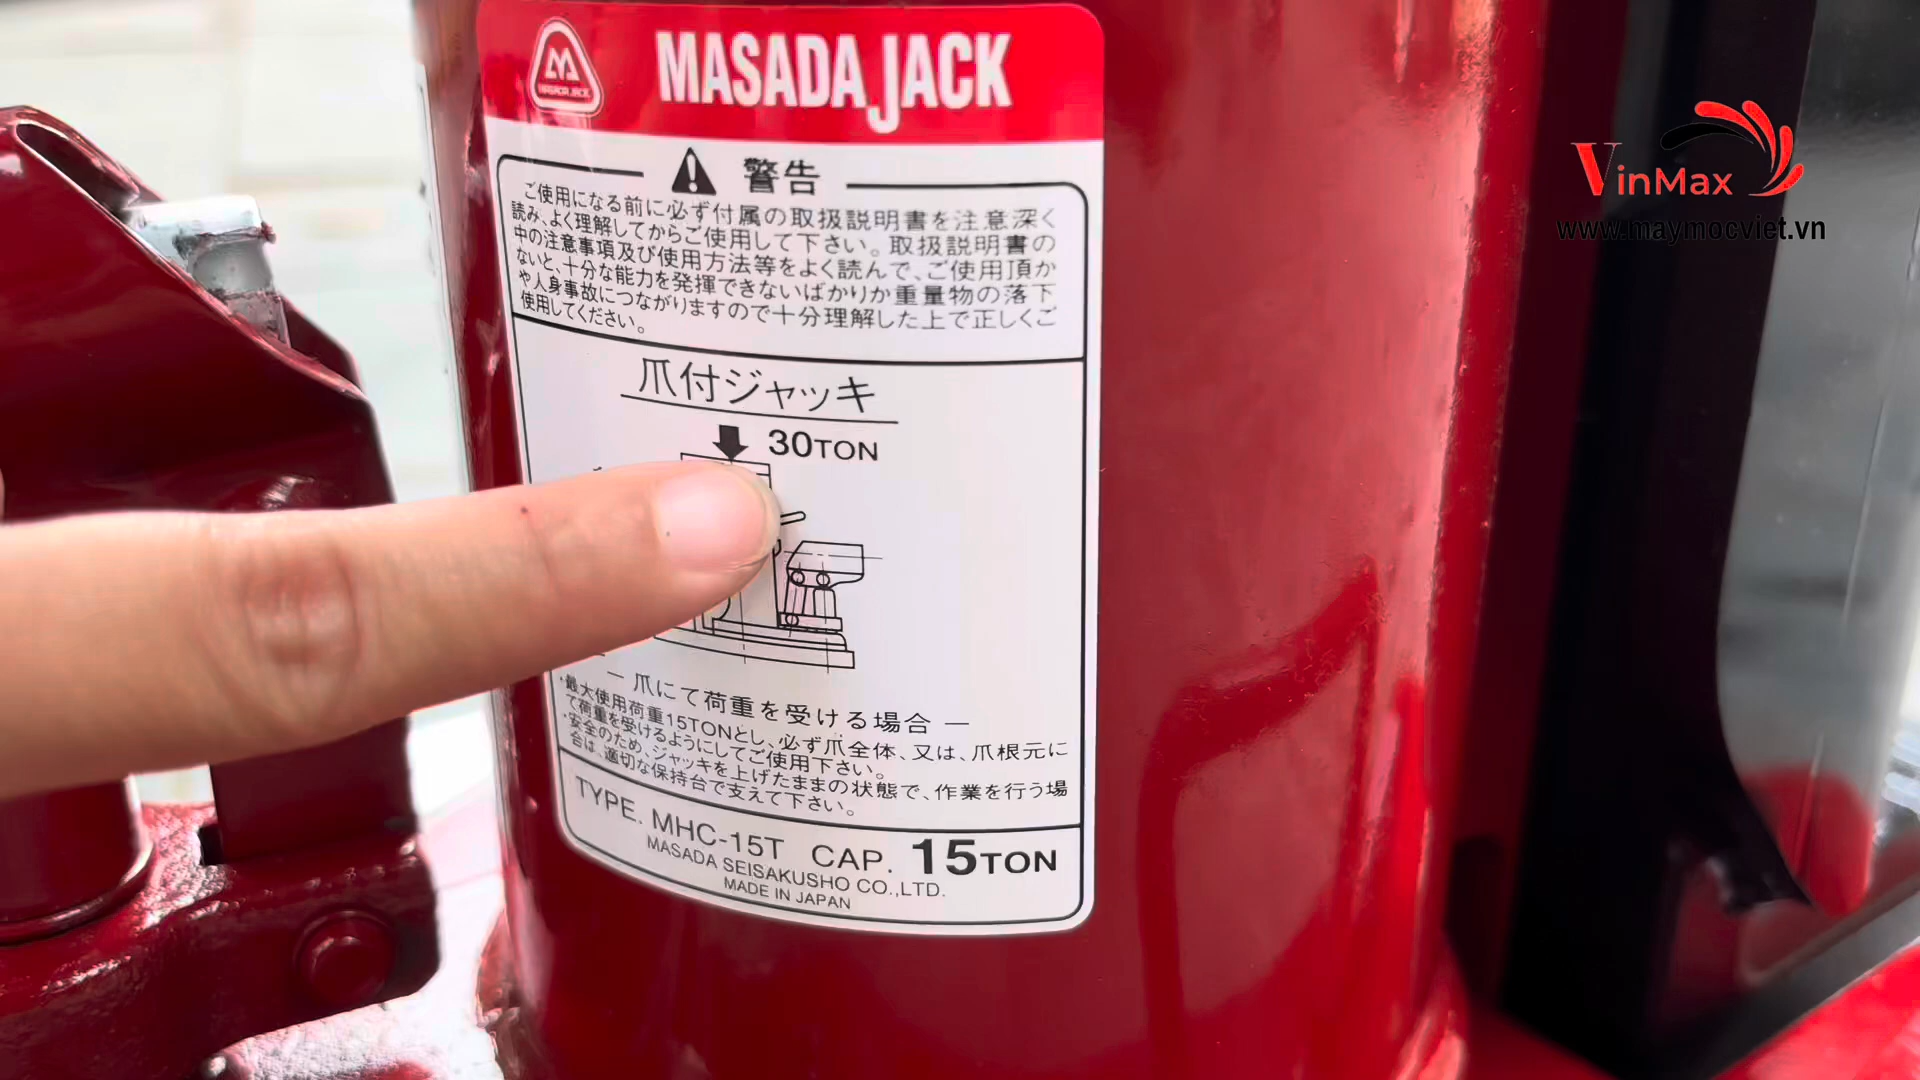 MASADA JACK
MASADA JACK
警告
ご使用になる前に必ず付属の取扱説明書を注意深く
読み、よく理解してからご使用して下さい。取扱説明書の
中の注意事項及び使用方法等をよく読んで、ご使用頂か
ないと、十分な能力を発揮できないばかりか重量物の落下
や人身事故につながりますので十分理解した上で正しくご
使用してください。
爪付ジャッキ
30TON
— 爪にて荷重を受ける場合 —
・最大使用荷重15TONとし、必ず爪全体、又は、爪根元に
て荷重を受けるようにしてご使用下さい。
・安全のため、ジャッキを上げたままの状態で、作業を行う場
合は、適切な保持台で支えて下さい。
TYPE. MHC-15T CAP. 15TON
MASADA SEISAKUSHO CO.,LTD.
MADE IN JAPAN
VinMax
www.maymocviet.vn